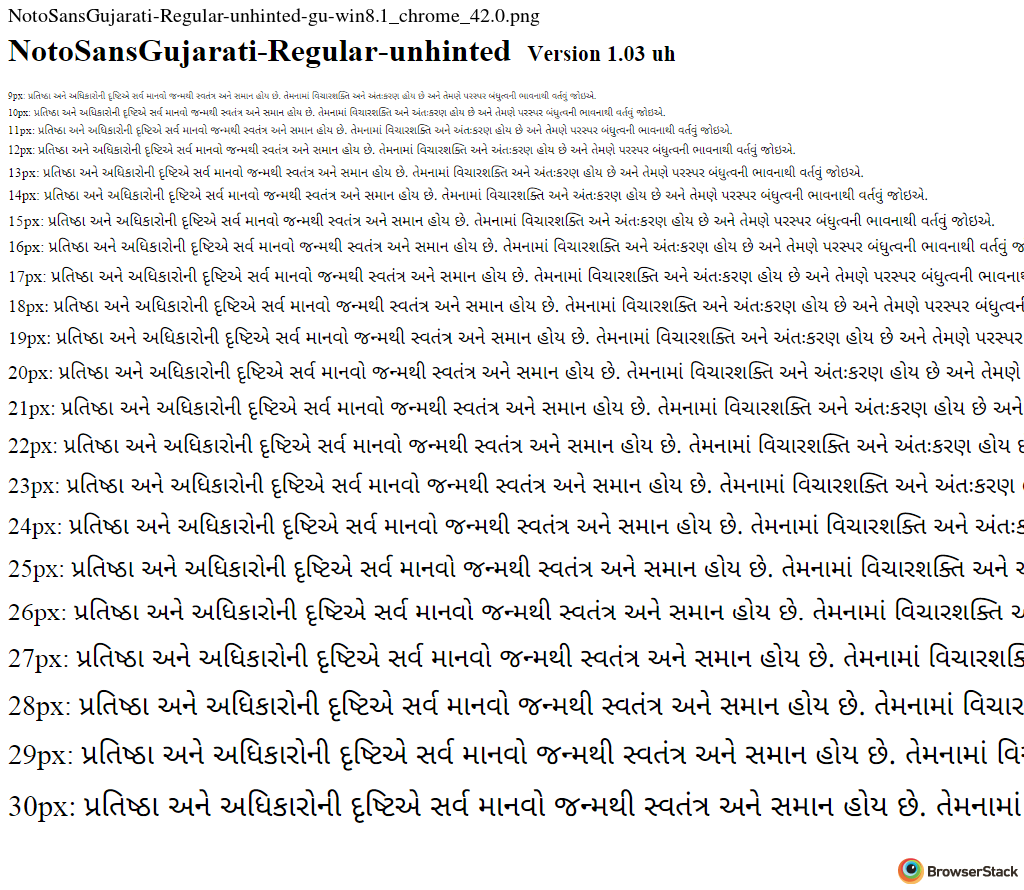 NotoSansGujarati-Regular-unhinted-gu-win8.1_chrome_42.0.png
NotoSansGujarati-Regular-unhinted Version 1.03 uh
9px: પ્રતિષ્ઠા અને અધિકારોની દૃષ્ટિએ સર્વ માનવો જન્મથી સ્વતંત્ર અને સમાન હોય છે. તેમનામાં વિચારશક્તિ અને અંતઃકરણ હોય છે અને તેમણે પરસ્પર બંધુત્વની ભાવનાથી વર્તવું જોઇએ.
10px: પ્રતિષ્ઠા અને અધિકારોની દૃષ્ટિએ સર્વ માનવો જન્મથી સ્વતંત્ર અને સમાન હોય છે. તેમનામાં વિચારશક્તિ અને અંતઃકરણ હોય છે અને તેમણે પરસ્પર બંધુત્વની ભાવનાથી વર્તવું જોઇએ.
11px: પ્રતિષ્ઠા અને અધિકારોની દૃષ્ટિએ સર્વ માનવો જન્મથી સ્વતંત્ર અને સમાન હોય છે. તેમનામાં વિચારશક્તિ અને અંતઃકરણ હોય છે અને તેમણે પરસ્પર બંધુત્વની ભાવનાથી વર્તવું જોઇએ.
12px: પ્રતિષ્ઠા અને અધિકારોની દૃષ્ટિએ સર્વ માનવો જન્મથી સ્વતંત્ર અને સમાન હોય છે. તેમનામાં વિચારશક્તિ અને અંતઃકરણ હોય છે અને તેમણે પરસ્પર બંધુત્વની ભાવનાથી વર્તવું જોઇએ.
13px: પ્રતિષ્ઠા અને અધિકારોની દૃષ્ટિએ સર્વ માનવો જન્મથી સ્વતંત્ર અને સમાન હોય છે. તેમનામાં વિચારશક્તિ અને અંતઃકરણ હોય છે અને તેમણે પરસ્પર બંધુત્વની ભાવનાથી વર્તવું જોઇએ.
14px: પ્રતિષ્ઠા અને અધિકારોની દૃષ્ટિએ સર્વ માનવો જન્મથી સ્વતંત્ર અને સમાન હોય છે. તેમનામાં વિચારશક્તિ અને અંતઃકરણ હોય છે અને તેમણે પરસ્પર બંધુત્વની ભાવનાથી વર્તવું જોઇએ.
15px: પ્રતિષ્ઠા અને અધિકારોની દૃષ્ટિએ સર્વ માનવો જન્મથી સ્વતંત્ર અને સમાન હોય છે. તેમનામાં વિચારશક્તિ અને અંતઃકરણ હોય છે અને તેમણે પરસ્પર બંધુત્વની ભાવનાથી વર્તવું જોઇએ.
16px: પ્રતિષ્ઠા અને અધિકારોની દૃષ્ટિએ સર્વ માનવો જન્મથી સ્વતંત્ર અને સમાન હોય છે. તેમનામાં વિચારશક્તિ અને અંતઃકરણ હોય છે અને તેમણે પરસ્પર બંધુત્વની ભાવનાથી વર્તવું
17px: પ્રતિષ્ઠા અને અધિકારોની દૃષ્ટિએ સર્વ માનવો જન્મથી સ્વતંત્ર અને સમાન હોય છે. તેમનામાં વિચારશક્તિ અને અંતઃકરણ હોય છે અને તેમણે પરસ્પર બંધુત્વની
18px: પ્રતિષ્ઠા અને અધિકારોની દૃષ્ટિએ સર્વ માનવો જન્મથી સ્વતંત્ર અને સમાન હોય છે. તેમનામાં વિચારશક્તિ અને અંતઃકરણ હોય છે અને તેમણે પરસ્પર બંધુત્વની
19px: પ્રતિષ્ઠા અને અધિકારોની દૃષ્ટિએ સર્વ માનવો જન્મથી સ્વતંત્ર અને સમાન હોય છે. તેમનામાં વિચારશક્તિ અને અંતઃકરણ હોય છે અને તેમણે પરસ્પર
20px: પ્રતિષ્ઠા અને અધિકારોની દૃષ્ટિએ સર્વ માનવો જન્મથી સ્વતંત્ર અને સમાન હોય છે. તેમનામાં વિચારશક્તિ અને અંતઃકરણ હોય છે અને તેમણે
21px: પ્રતિષ્ઠા અને અધિકારોની દૃષ્ટિએ સર્વ માનવો જન્મથી સ્વતંત્ર અને સમાન હોય છે. તેમનામાં વિચારશક્તિ અને અંતઃકરણ હોય છે અને
22px: પ્રતિષ્ઠા અને અધિકારોની દૃષ્ટિએ સર્વ માનવો જન્મથી સ્વતંત્ર અને સમાન હોય છે. તેમનામાં વિચારશક્તિ અને અંતઃકરણ હોય
23px: પ્રતિષ્ઠા અને અધિકારોની દૃષ્ટિએ સર્વ માનવો જન્મથી સ્વતંત્ર અને સમાન હોય છે. તેમનામાં વિચારશક્તિ અને અંતઃકરણ
24px: પ્રતિષ્ઠા અને અધિકારોની દૃષ્ટિએ સર્વ માનવો જન્મથી સ્વતંત્ર અને સમાન હોય છે. તેમનામાં વિચારશક્તિ અને
25px: પ્રતિષ્ઠા અને અધિકારોની દૃષ્ટિએ સર્વ માનવો જન્મથી સ્વતંત્ર અને સમાન હોય છે. તેમનામાં વિચારશક્તિ અને
26px: પ્રતિષ્ઠા અને અધિકારોની દૃષ્ટિએ સર્વ માનવો જન્મથી સ્વતંત્ર અને સમાન હોય છે. તેમનામાં વિચારશક્તિ
27px: પ્રતિષ્ઠા અને અધિકારોની દૃષ્ટિએ સર્વ માનવો જન્મથી સ્વતંત્ર અને સમાન હોય છે. તેમનામાં
28px: પ્રતિષ્ઠા અને અધિકારોની દૃષ્ટિએ સર્વ માનવો જન્મથી સ્વતંત્ર અને સમાન હોય છે. તેમનામાં વિચાર
29px: પ્રતિષ્ઠા અને અધિકારોની દૃષ્ટિએ સર્વ માનવો જન્મથી સ્વતંત્ર અને સમાન હોય છે. તેમનામાં
30px: પ્રતિષ્ઠા અને અધિકારોની દૃષ્ટિએ સર્વ માનવો જન્મથી સ્વતંત્ર અને સમાન હોય છે. તેમનામાં
BrowserStack